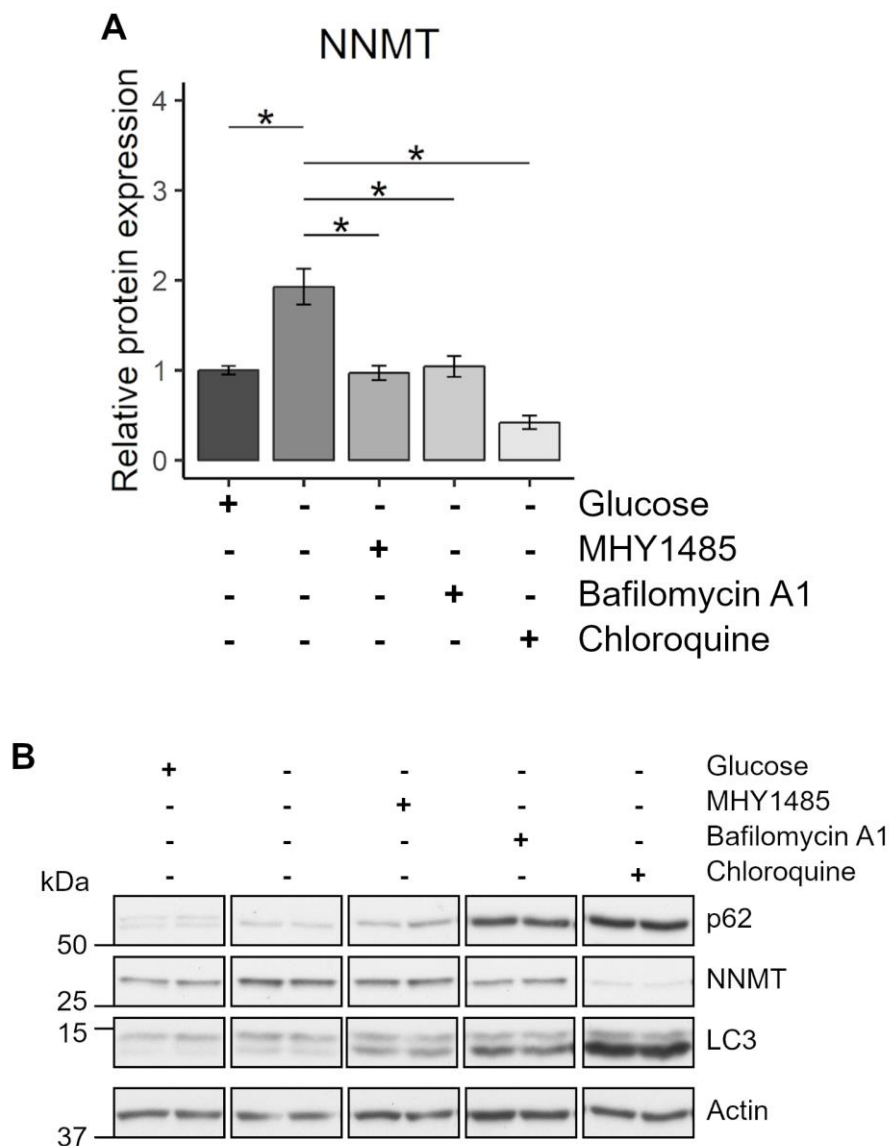 A
NNMT
Relative protein expression
4
3
2
1
0
*
*
*
*
+ - - - - Glucose
- - + - - MHY1485
- - - + - Bafilomycin A1
- - - - + Chloroquine
B
+ - - - - Glucose
- - + - - MHY1485
- - - + - Bafilomycin A1
- - - - + Chloroquine
kDa
50 p62
25 NNMT
15 LC3
37 Actin